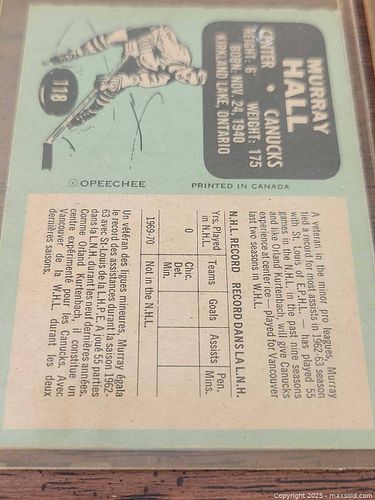 118
MURRAY
HALL
CENTER • CANUCKS
HEIGHT: 6 WEIGHT: 175
BORN: NOV. 24, 1940
KIRKLAND LAKE, ONTARIO
© OPEECHEE PRINTED IN CANADA
A veteran in the minor pro leagues, Murray
tied a record for most assists in 1962-63 season
with St. Louis of E.P.H.L. — has played 55
games in the N.H.L. in the past nine seasons
and like Orland Kurtenbach, will give Canucks
experience at center ice — played for Vancouver
last two seasons in W.H.L.
N.H.L. RECORD RECORD DANS LA L.N.H.
Yrs. Played Pen.
in N.H.L. Teams Goals Assists Mins.
0 Chic.
Det.
Min.
1969-70 Not in the N.H.L.
Un vétéran des ligues mineures, Murray égala
le record des assistances durant la saison 1962-
63 avec St-Louis de la L.H.P.E. A joué 55 parties
dans la L.N.H. durant les neuf dernières années.
Comme Orland Kurtenbach, il constitue un
centre expérimenté pour les Canucks. Avec
Vancouver de la W.H.L. durant les deux
dernières saisons.
Copyright 2025 - maxsold.com